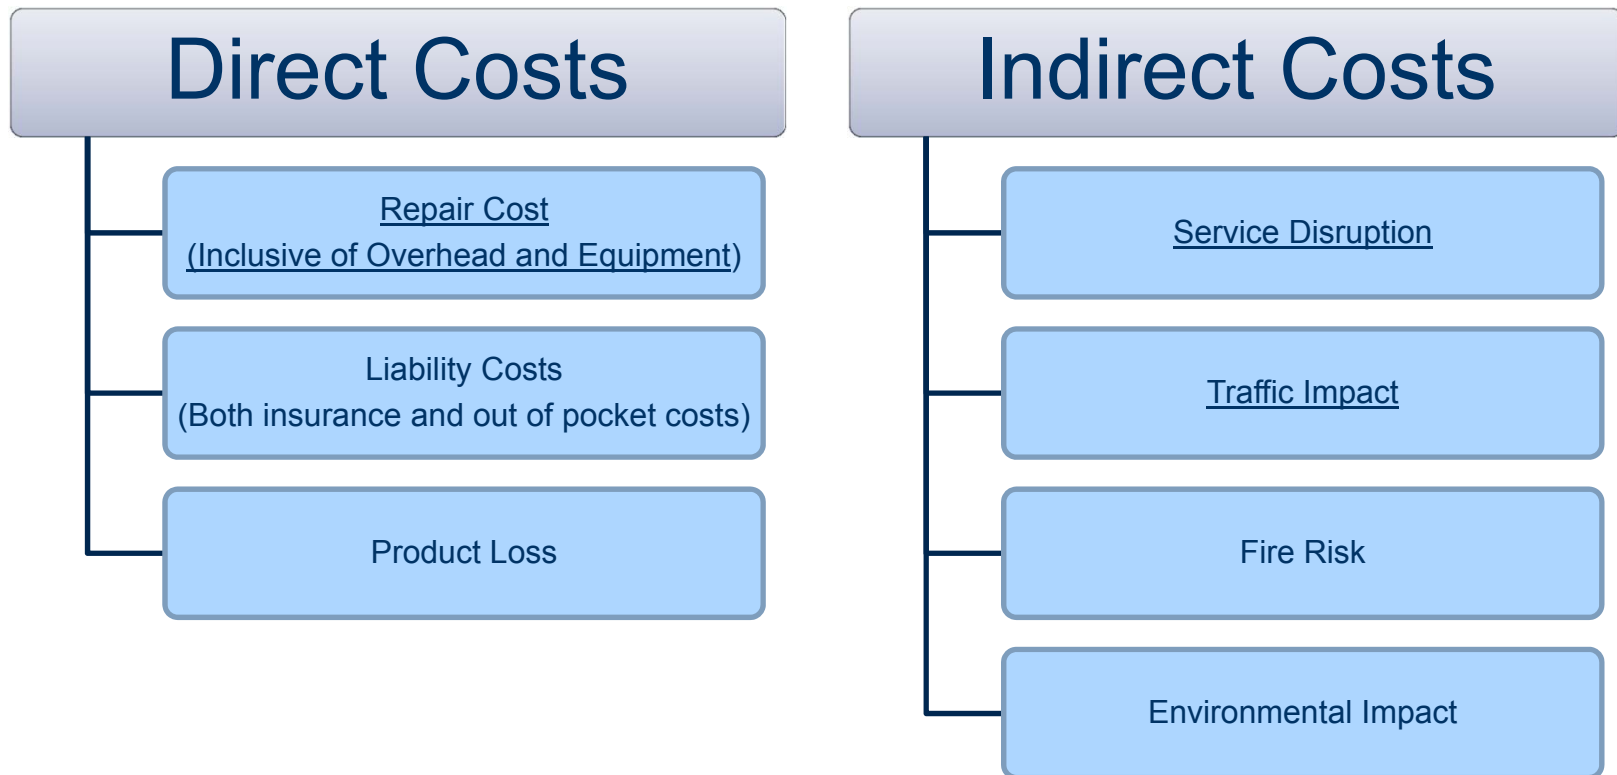 Direct Costs
Repair Cost
(Inclusive of Overhead and Equipment)
Liability Costs
(Both insurance and out of pocket costs)
Product Loss
Indirect Costs
Service Disruption
Traffic Impact
Fire Risk
Environmental Impact